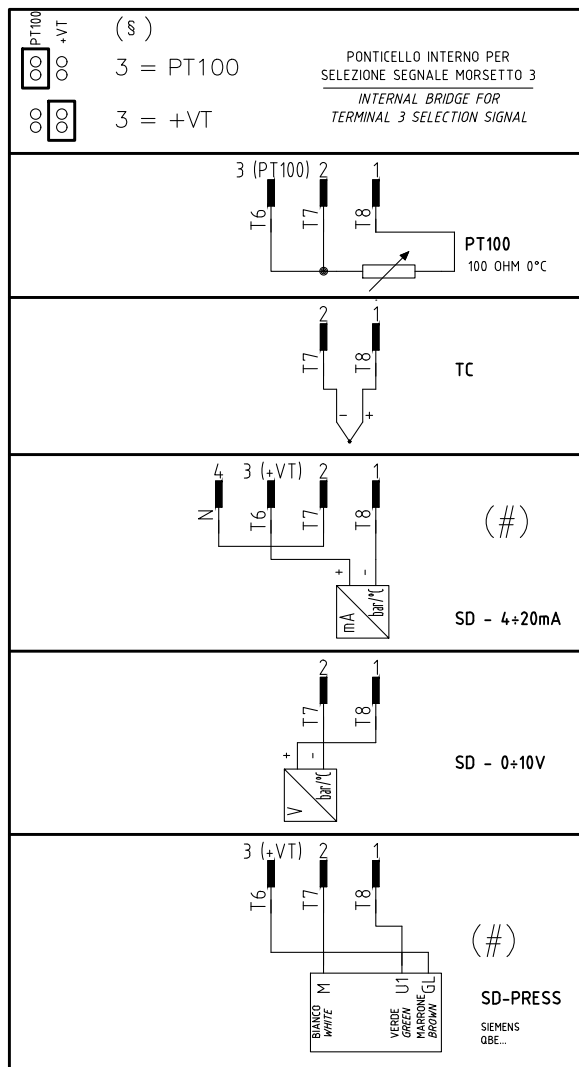 PT100
+VT
(§)
3 = PT100
3 = +VT
PONTICELLO INTERNO PER
SELEZIONE SEGNALE MORSETTO 3
INTERNAL BRIDGE FOR
TERMINAL 3 SELECTION SIGNAL
3 (PT100) 2 1
T6 T7 T8
PT100
100 OHM 0°C
2 1
T7 T8
TC
- +
4 3 (+VT) 2 1
N T6 T7 T8
(#)
+ -
mA bar/°C
SD - 4÷20mA
2 1
T7 T8
+ -
V bar/°C
SD - 0÷10V
3 (+VT) 2 1
T6 T7 T8
(#)
M U1 GL
BIANCO
WHITE
VERDE
GREEN
MARRONE
BROWN
SD-PRESS
SIEMENS
QBE...